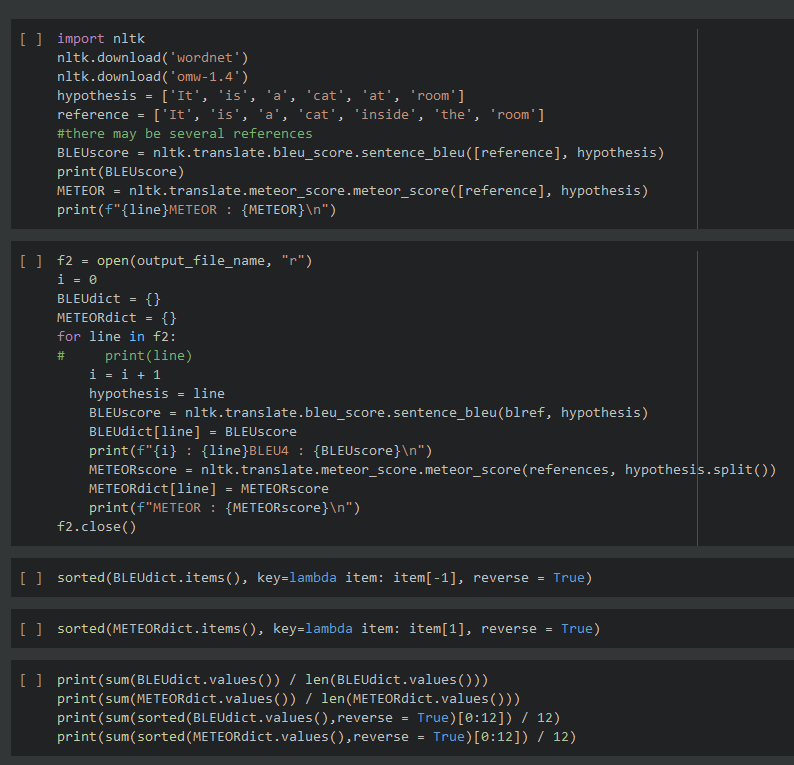 [ ] import nltk
nltk.download('wordnet')
nltk.download('omw-1.4')
hypothesis = ['It', 'is', 'a', 'cat', 'at', 'room']
reference = ['It', 'is', 'a', 'cat', 'inside', 'the', 'room']
#there may be several references
BLEUscore = nltk.translate.bleu_score.sentence_bleu([reference], hypothesis)
print(BLEUscore)
METEOR = nltk.translate.meteor_score.meteor_score([reference], hypothesis)
print(f"{line}METEOR : {METEOR}\n")
[ ] f2 = open(output_file_name, "r")
i = 0
BLEUdict = {}
METEORdict = {}
for line in f2:
#     print(line)
    i = i + 1
    hypothesis = line
    BLEUscore = nltk.translate.bleu_score.sentence_bleu(blref, hypothesis)
    BLEUdict[line] = BLEUscore
    print(f"{i} : {line}BLEU4 : {BLEUscore}\n")
    METEORscore = nltk.translate.meteor_score.meteor_score(references, hypothesis.split())
    METEORdict[line] = METEORscore
    print(f"METEOR : {METEORscore}\n")
f2.close()
[ ] sorted(BLEUdict.items(), key=lambda item: item[-1], reverse = True)
[ ] sorted(METEORdict.items(), key=lambda item: item[1], reverse = True)
[ ] print(sum(BLEUdict.values()) / len(BLEUdict.values()))
print(sum(METEORdict.values()) / len(METEORdict.values()))
print(sum(sorted(BLEUdict.values(),reverse = True)[0:12]) / 12)
print(sum(sorted(METEORdict.values(),reverse = True)[0:12]) / 12)